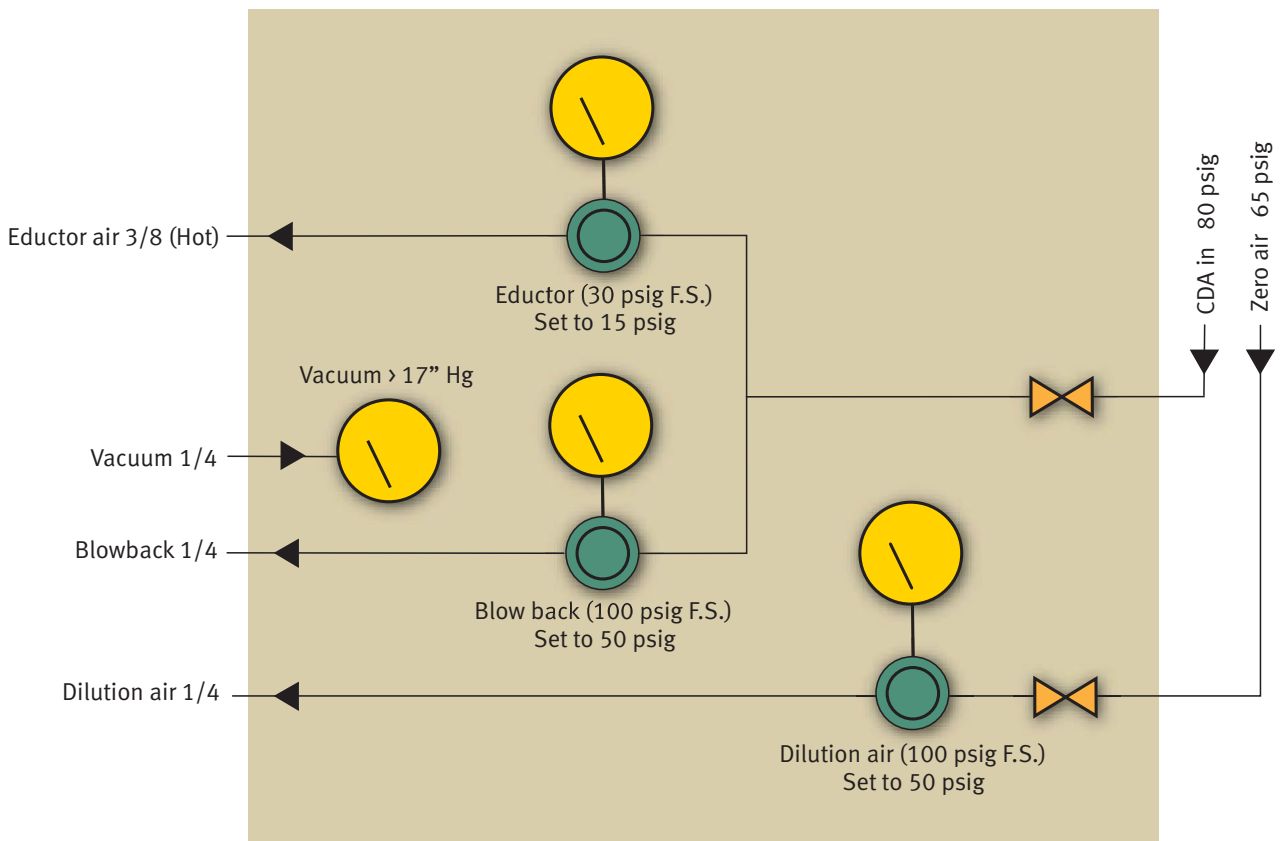 CDA in 80 psig
Zero air 65 psig
Eductor air 3/8 (Hot)
Eductor (30 psig F.S.)
Set to 15 psig
Vacuum > 17” Hg
Vacuum 1/4
Blowback 1/4
Blow back (100 psig F.S.)
Set to 50 psig
Dilution air 1/4
Dilution air (100 psig F.S.)
Set to 50 psig